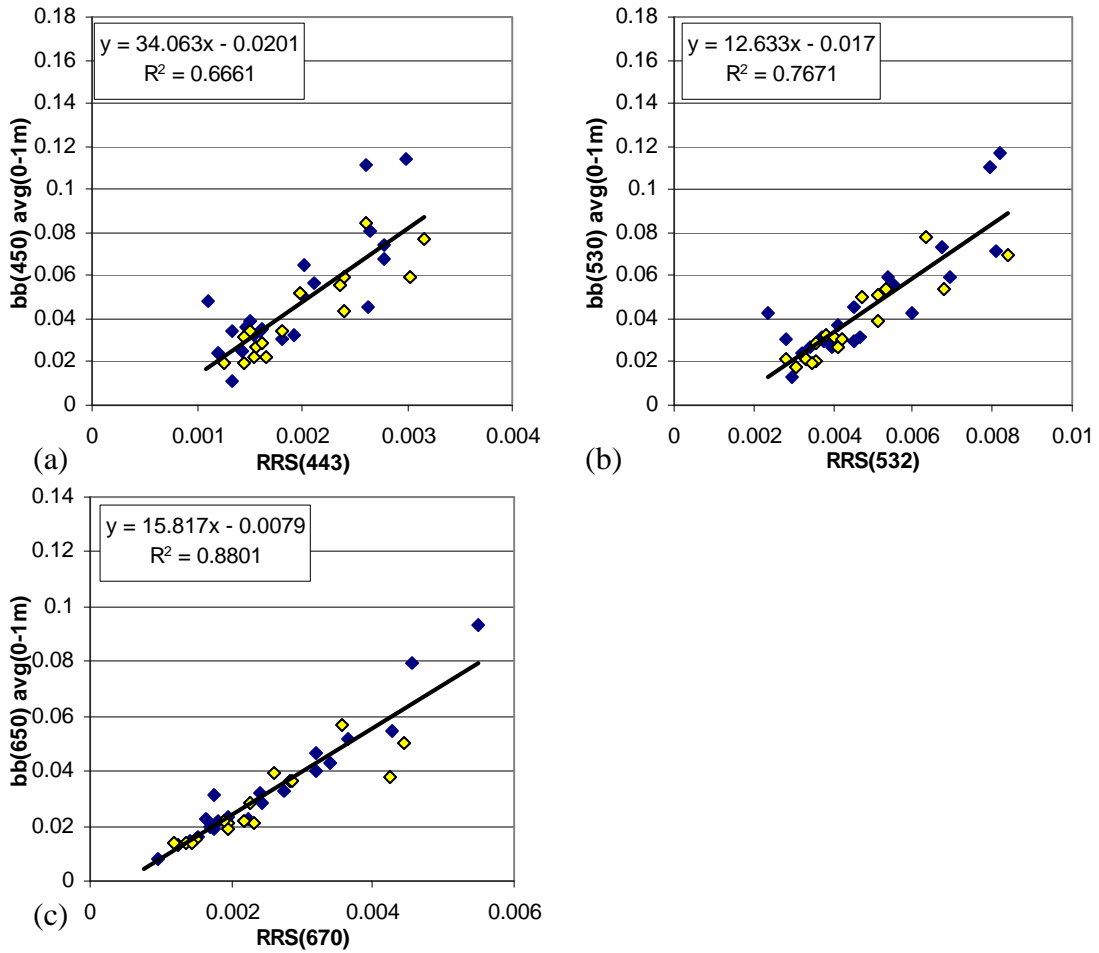 y = 34.063x - 0.0201
R² = 0.6661
0.18
0.16
0.14
0.12
0.1
0.08
0.06
0.04
0.02
0
bb(450) avg(0-1m)
0 0.001 0.002 0.003 0.004
(a) RRS(443)
y = 12.633x - 0.017
R² = 0.7671
0.18
0.16
0.14
0.12
0.1
0.08
0.06
0.04
0.02
0
bb(530) avg(0-1m)
0 0.002 0.004 0.006 0.008 0.01
(b) RRS(532)
y = 15.817x - 0.0079
R² = 0.8801
0.14
0.12
0.1
0.08
0.06
0.04
0.02
0
bb(650) avg(0-1m)
0 0.002 0.004 0.006
(c) RRS(670)